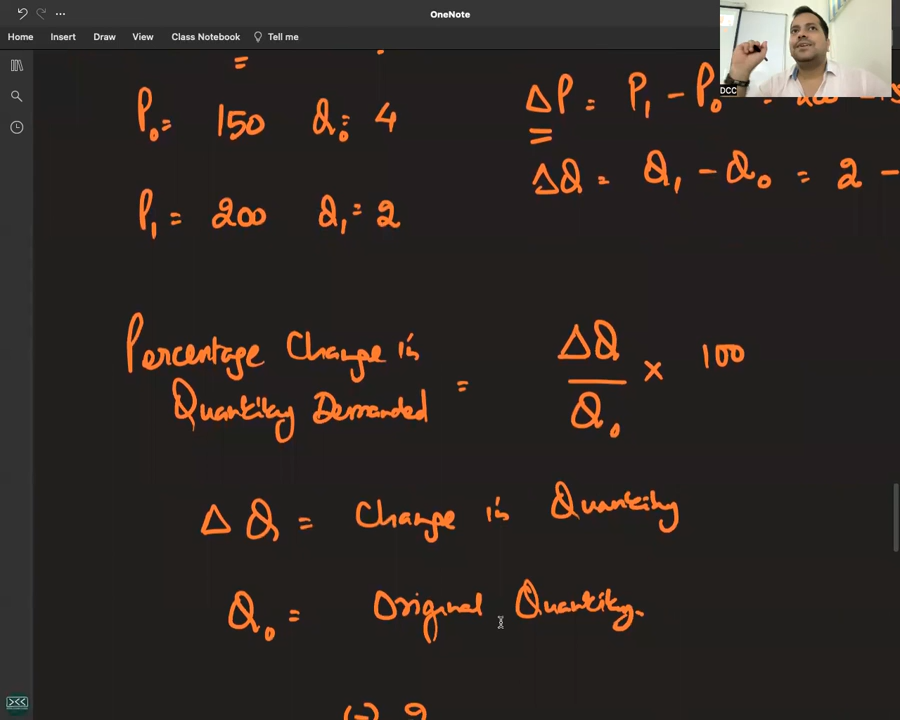 OneNote
Home Insert Draw View Class Notebook Tell me
DCC
P₀ = 150 Q₀ = 4
ΔP = P₁ - P₀
ΔQ = Q₁ - Q₀ = 2 -
P₁ = 200 Q₁ = 2
Percentage Change in
Quantity Demanded = ΔQ / Q₀ × 100
ΔQ = Change in Quantity
Q₀ = Original Quantity.
(-) 2